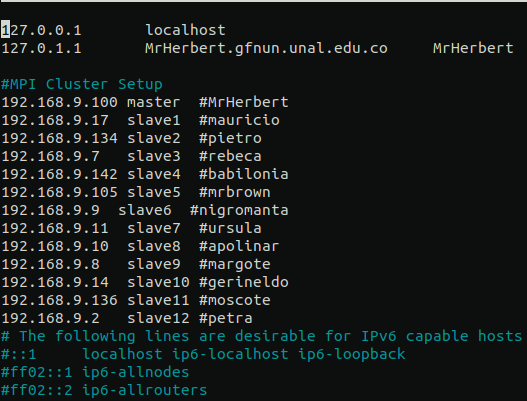 127.0.0.1       localhost
127.0.1.1       MrHerbert.gfnun.unal.edu.co     MrHerbert
#MPI Cluster Setup
192.168.9.100 master  #MrHerbert
192.168.9.17  slave1  #mauricio
192.168.9.134 slave2  #pietro
192.168.9.7   slave3  #rebeca
192.168.9.142 slave4  #babilonia
192.168.9.105 slave5  #mrbrown
192.168.9.9  slave6  #nigromanta
192.168.9.11  slave7  #ursula
192.168.9.10  slave8  #apolinar
192.168.9.8   slave9  #margote
192.168.9.14  slave10 #gerineldo
192.168.9.136 slave11 #moscote
192.168.9.2   slave12 #petra
# The following lines are desirable for IPv6 capable hosts
#::1     localhost ip6-localhost ip6-loopback
#ff02::1 ip6-allnodes
#ff02::2 ip6-allrouters